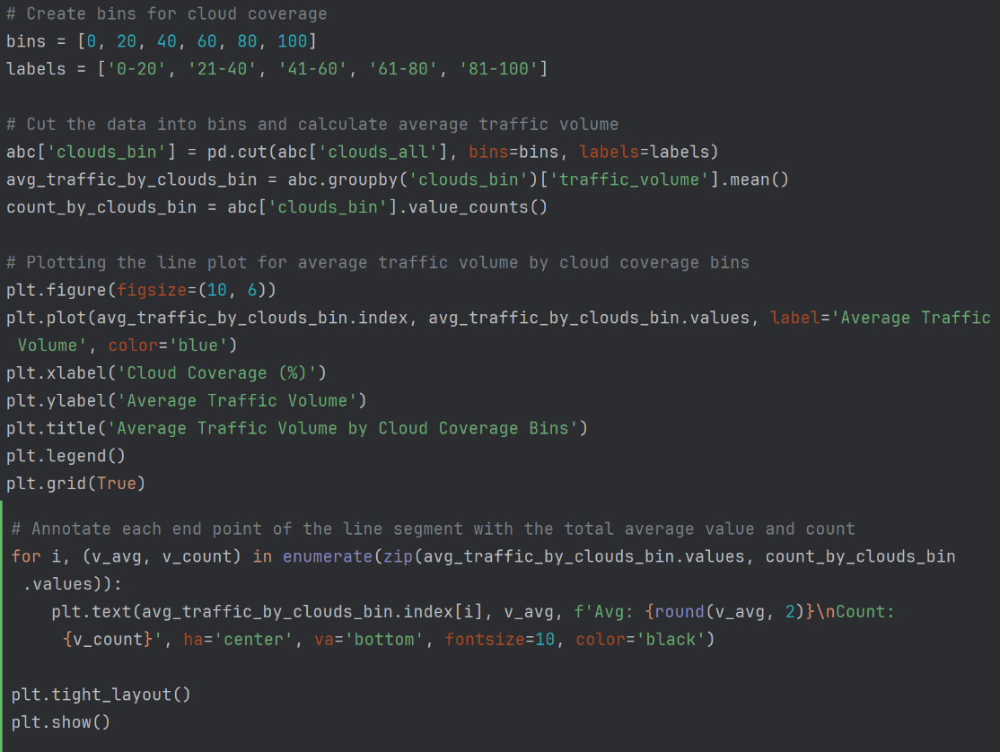 # Create bins for cloud coverage
bins = [0, 20, 40, 60, 80, 100]
labels = ['0-20', '21-40', '41-60', '61-80', '81-100']
# Cut the data into bins and calculate average traffic volume
abc['clouds_bin'] = pd.cut(abc['clouds_all'], bins=bins, labels=labels)
avg_traffic_by_clouds_bin = abc.groupby('clouds_bin')['traffic_volume'].mean()
count_by_clouds_bin = abc['clouds_bin'].value_counts()
# Plotting the line plot for average traffic volume by cloud coverage bins
plt.figure(figsize=(10, 6))
plt.plot(avg_traffic_by_clouds_bin.index, avg_traffic_by_clouds_bin.values, label='Average Traffic
Volume', color='blue')
plt.xlabel('Cloud Coverage (%)')
plt.ylabel('Average Traffic Volume')
plt.title('Average Traffic Volume by Cloud Coverage Bins')
plt.legend()
plt.grid(True)
# Annotate each end point of the line segment with the total average value and count
for i, (v_avg, v_count) in enumerate(zip(avg_traffic_by_clouds_bin.values, count_by_clouds_bin
.values)):
plt.text(avg_traffic_by_clouds_bin.index[i], v_avg, f'Avg: {round(v_avg, 2)}\nCount:
{v_count}', ha='center', va='bottom', fontsize=10, color='black')
plt.tight_layout()
plt.show()